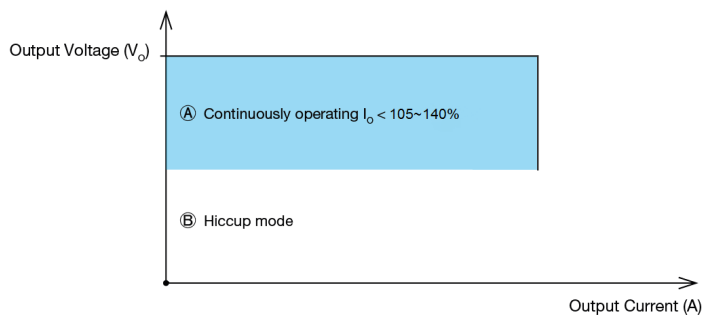 Output Voltage (Vo)
Ⓐ Continuously operating Io < 105~140%
Ⓑ Hiccup mode
Output Current (A)